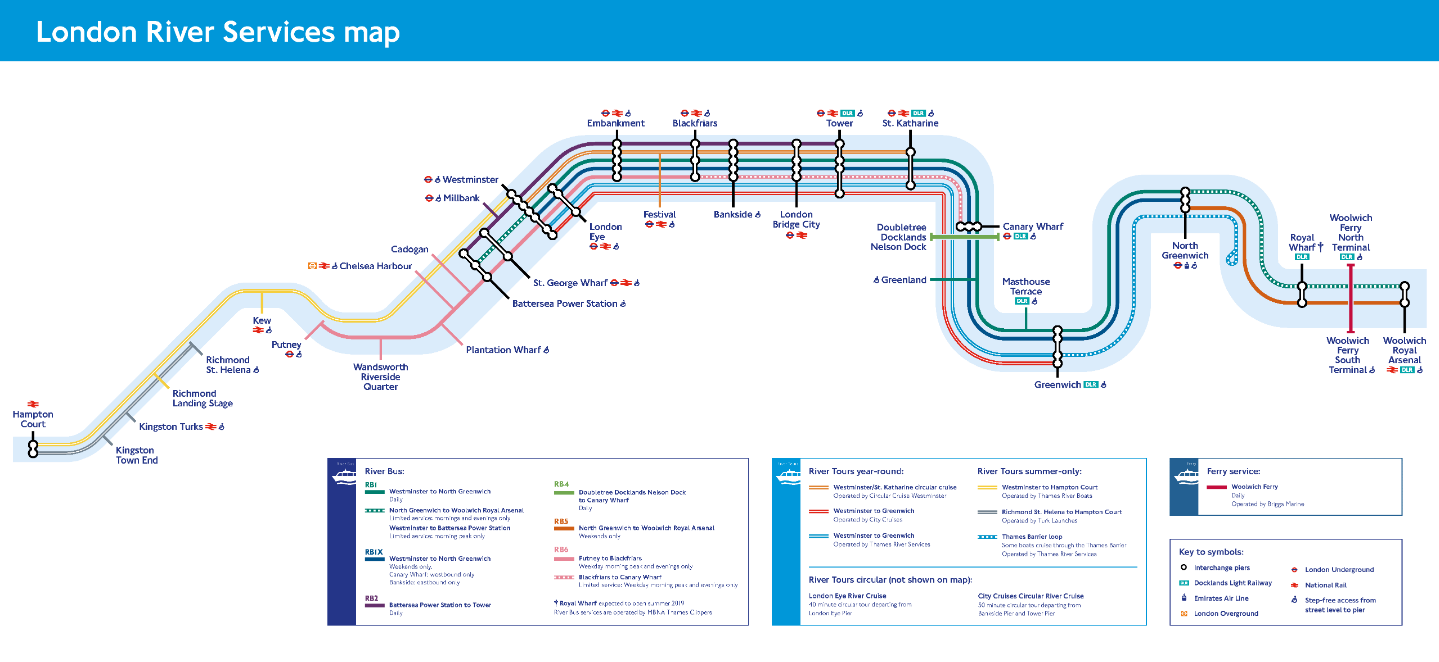 London River Services map
Embankment
Blackfriars
DLR
Tower
DLR
St. Katharine
Westminster
Millbank
Cadogan
Chelsea Harbour
London
Eye
Festival
Bankside
London
Bridge City
St. George Wharf
Battersea Power Station
Plantation Wharf
Kew
Putney
Wandsworth
Riverside
Quarter
Richmond
St. Helena
Richmond
Landing Stage
Kingston Turks
Kingston
Town End
Hampton
Court
Doubletree
Docklands
Nelson Dock
Canary Wharf
DLR
Greenland
Masthouse
Terrace
DLR
Greenwich DLR
North
Greenwich
Royal
Wharf †
DLR
Woolwich
Ferry
North
Terminal
DLR
Woolwich
Ferry
South
Terminal
Woolwich
Royal
Arsenal
DLR
River Bus:
RB1
Westminster to North Greenwich
Daily
North Greenwich to Woolwich Royal Arsenal
Limited service: mornings and evenings only
Westminster to Battersea Power Station
Limited service: morning peak only
RB1X
Westminster to North Greenwich
Weekends only.
Canary Wharf: westbound only
Bankside: eastbound only
RB2
Battersea Power Station to Tower
Daily
RB4
Doubletree Docklands Nelson Dock
to Canary Wharf
Daily
RB5
North Greenwich to Woolwich Royal Arsenal
Weekends only
RB6
Putney to Blackfriars
Weekday morning peak and evenings only
Blackfriars to Canary Wharf
Limited service: Weekday morning peak and evenings only
† Royal Wharf expected to open summer 2019
River Bus services are operated by MBNA Thames Clippers
River Tours year-round:
Westminster/St. Katharine circular cruise
Operated by Circular Cruise Westminster
Westminster to Greenwich
Operated by City Cruises
Westminster to Greenwich
Operated by Thames River Services
River Tours summer-only:
Westminster to Hampton Court
Operated by Thames River Boats
Richmond St. Helena to Hampton Court
Operated by Turk Launches
Thames Barrier loop
Some boats cruise through the Thames Barrier
Operated by Thames River Services
River Tours circular (not shown on map):
London Eye River Cruise
40 minute circular tour departing from
London Eye Pier
City Cruises Circular River Cruise
50 minute circular tour departing from
Bankside Pier and Tower Pier
Ferry service:
Woolwich Ferry
Daily
Operated by Briggs Marine
Key to symbols:
Interchange piers
DLR Docklands Light Railway
Emirates Air Line
London Overground
London Underground
National Rail
Step-free access from
street level to pier